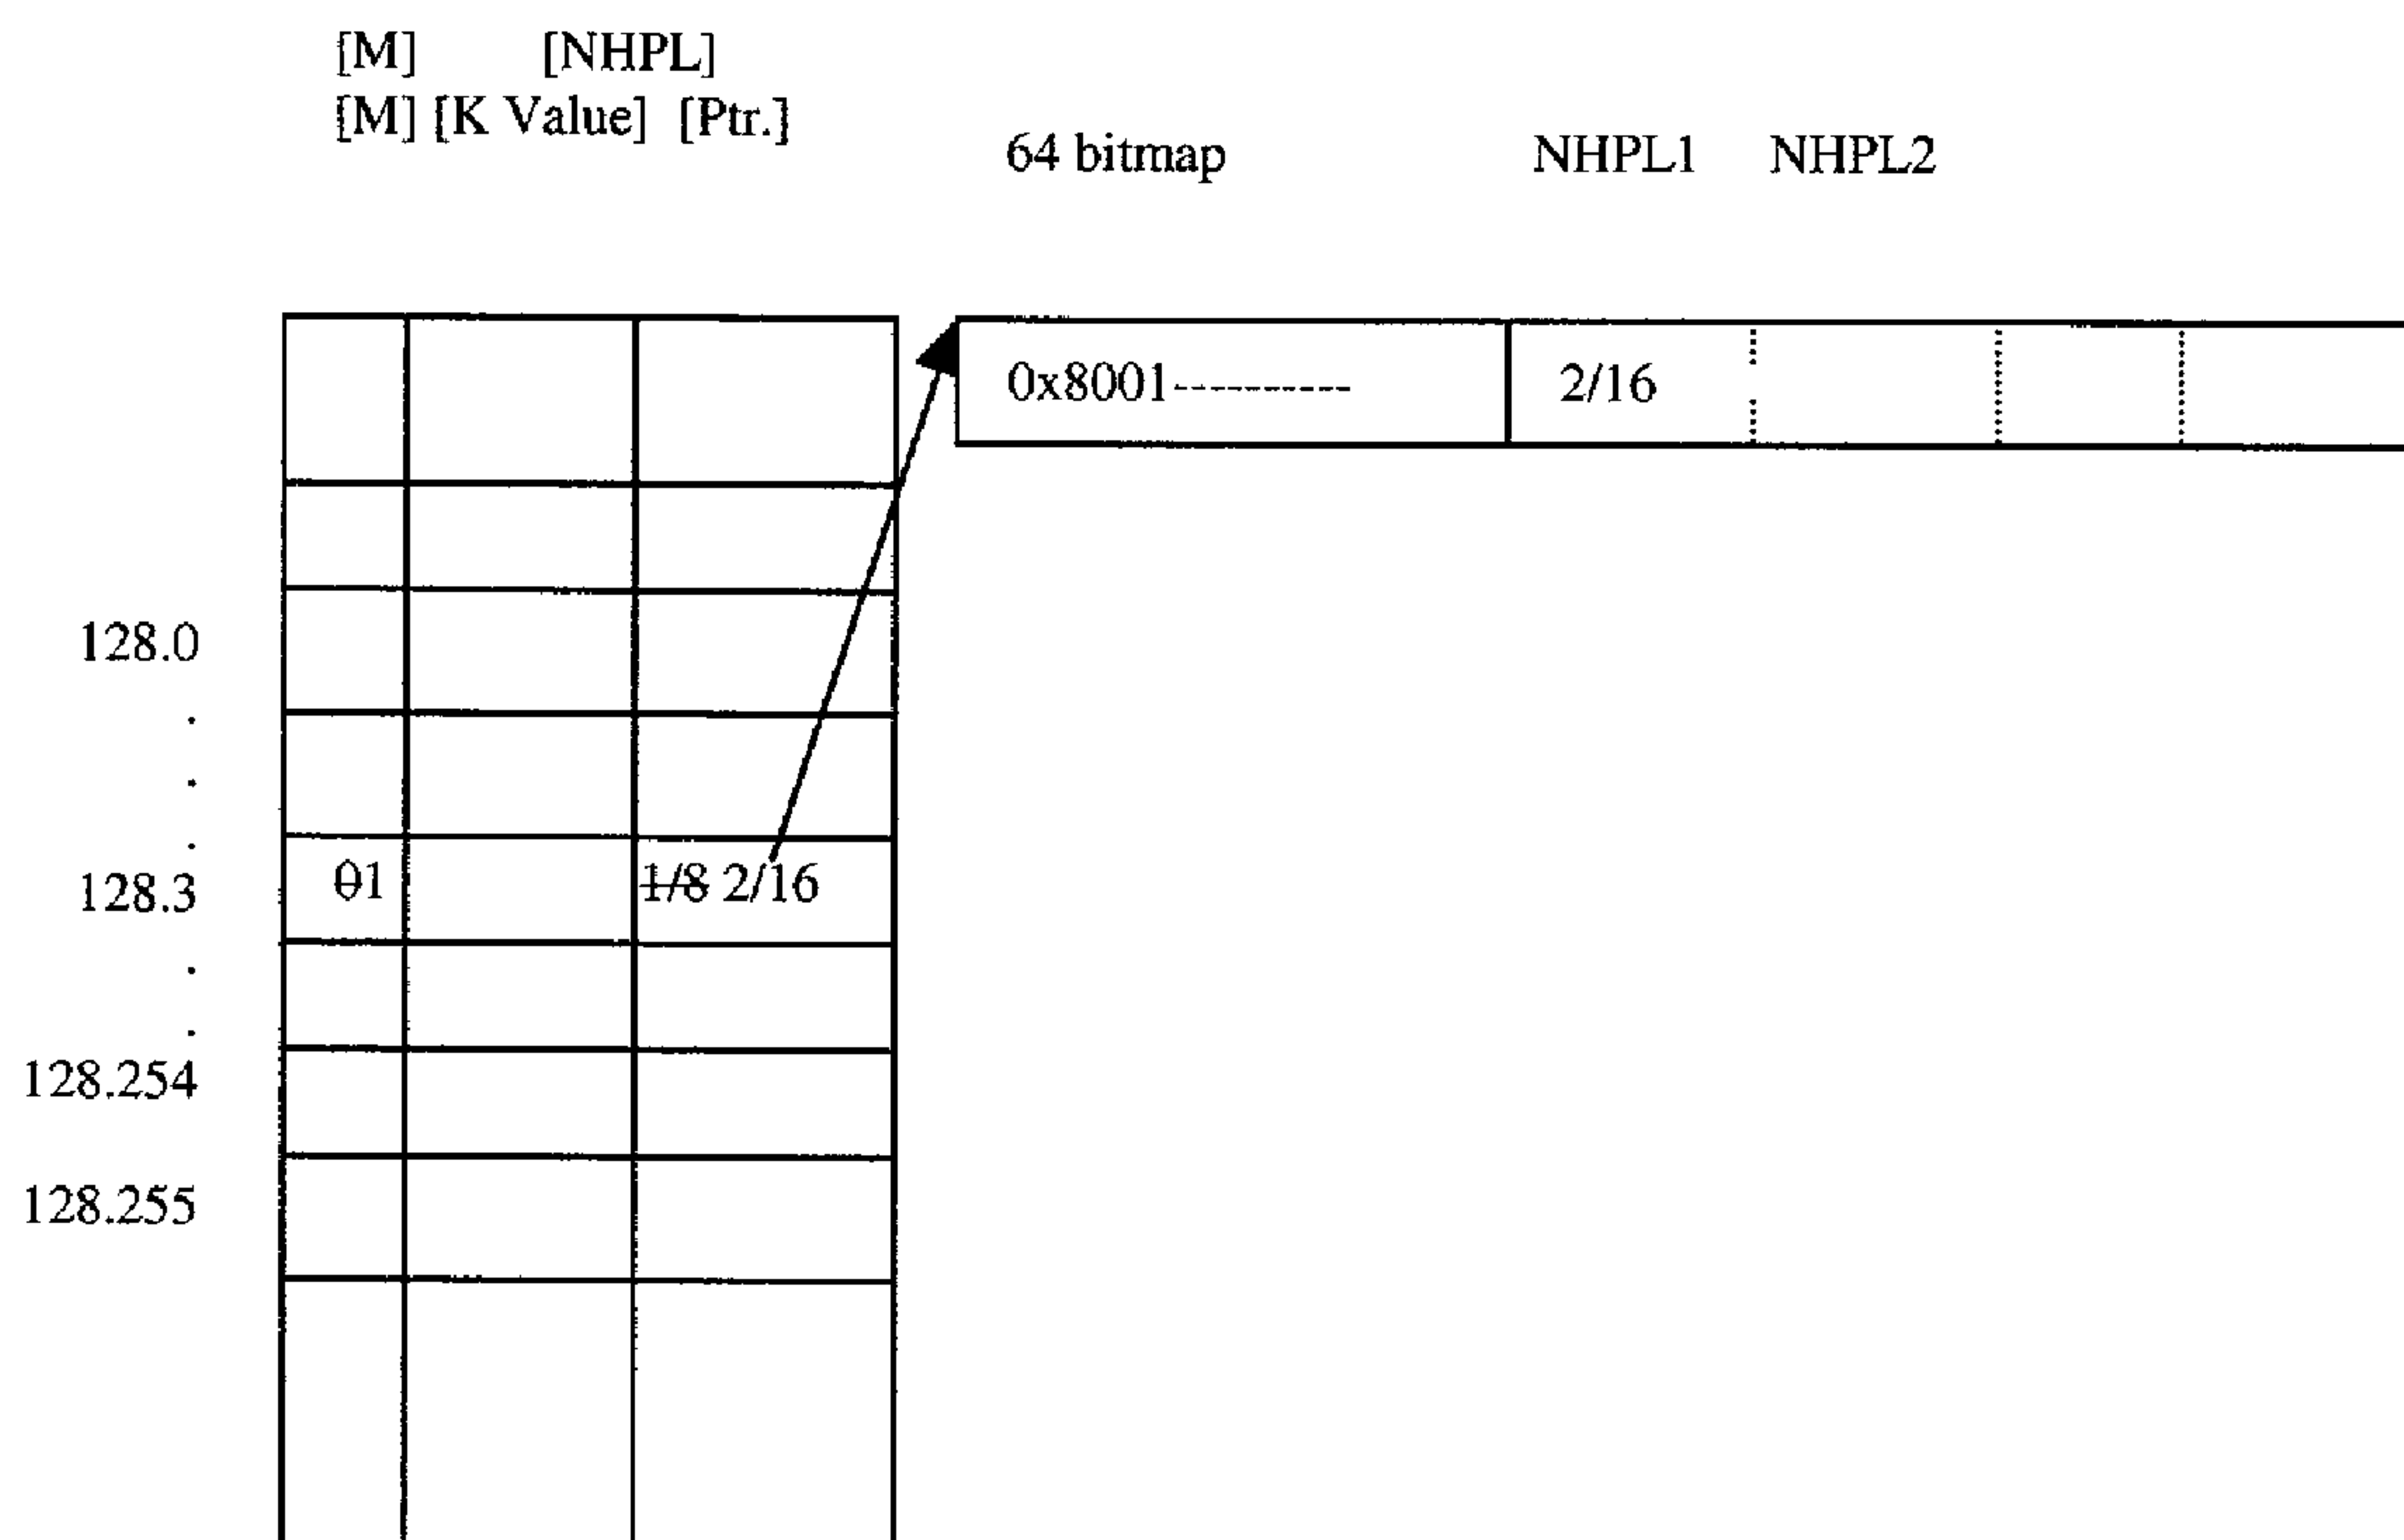 [M] [NHPL]
[M] [K Value] [Ptr.]
64 bitmap NHPL1 NHPL2
0x8001---------- 2/16
128.0
.
.
.
128.3 01 1/8 2/16
.
.
128.254
128.255